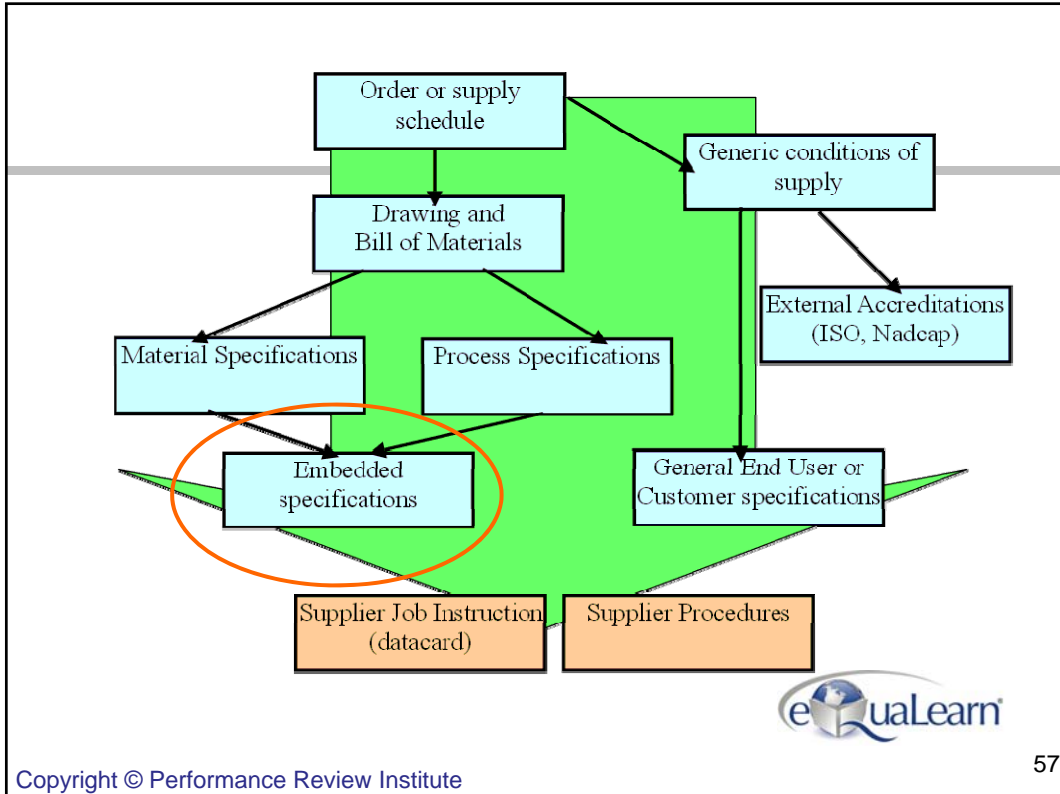 Order or supply
schedule
Generic conditions of
supply
Drawing and
Bill of Materials
External Accreditations
(ISO, Nadcap)
Material Specifications
Process Specifications
Embedded
specifications
General End User or
Customer specifications
Supplier Job Instruction
(datacard)
Supplier Procedures
eQuaLearn
Copyright © Performance Review Institute
57